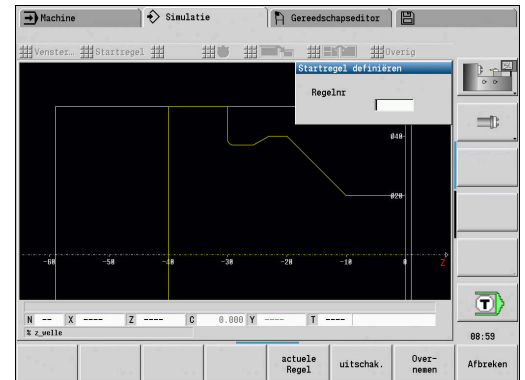 Machine Simulatie Gereedschapseditor
Venster... Startregel Overig
Startregel definiëren
Regelnr
Ø40
Ø20
-60 -50 -40 -30 -20 -10 0 Z
N -- X ---- Z ---- C 0.000 Y ---- T ----
% z_welle
T
08:59
actuele Regel uitschak. Over-nemen Afbreken